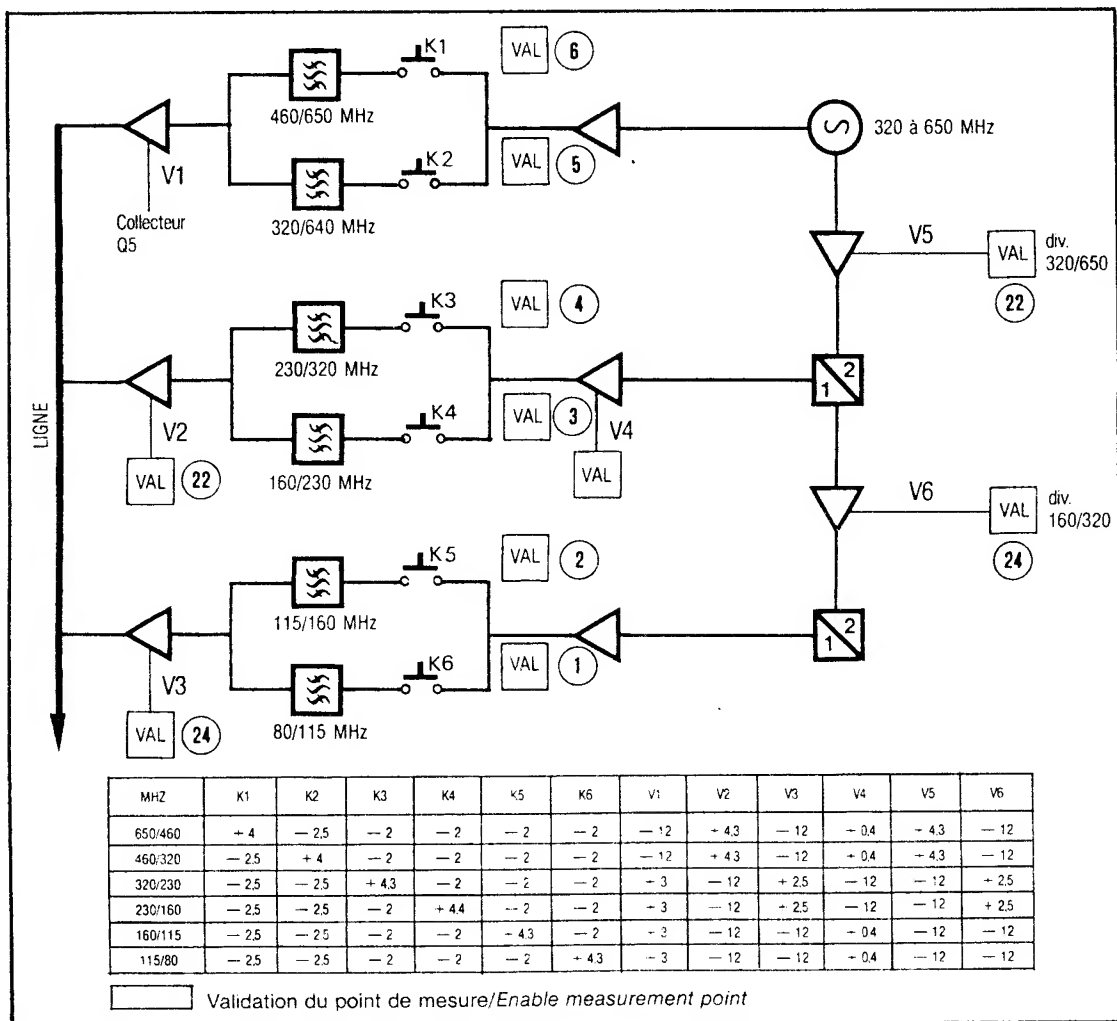 K1
VAL 6
460/650 MHz
320 à 650 MHz
V1
K2
VAL 5
Collecteur
Q5
320/640 MHz
V5
VAL
div.
320/650
22
K3
VAL 4
230/320 MHz
1 2
LIGNE
V2
K4
VAL 3
V4
VAL 22
160/230 MHz
VAL
V6
VAL
div.
160/320
24
K5
VAL 2
115/160 MHz
1 2
V3
K6
VAL 1
VAL 24
80/115 MHz
MHZ K1 K2 K3 K4 K5 K6 V1 V2 V3 V4 V5 V6
650/460 + 4 — 2,5 — 2 — 2 — 2 — 2 — 12 + 4,3 — 12 + 0,4 + 4,3 — 12
460/320 — 2,5 + 4 — 2 — 2 — 2 — 2 — 12 + 4,3 — 12 + 0,4 + 4,3 — 12
320/230 — 2,5 — 2,5 + 4,3 — 2 — 2 — 2 + 3 — 12 + 2,5 — 12 — 12 + 2,5
230/160 — 2,5 — 2,5 — 2 + 4,4 — 2 — 2 + 3 — 12 + 2,5 — 12 — 12 + 2,5
160/115 — 2,5 — 2,5 — 2 — 2 + 4,3 — 2 + 3 — 12 — 12 + 0,4 — 12 — 12
115/80 — 2,5 — 2,5 — 2 — 2 — 2 + 4,3 + 3 — 12 — 12 + 0,4 — 12 — 12
Validation du point de mesure/Enable measurement point